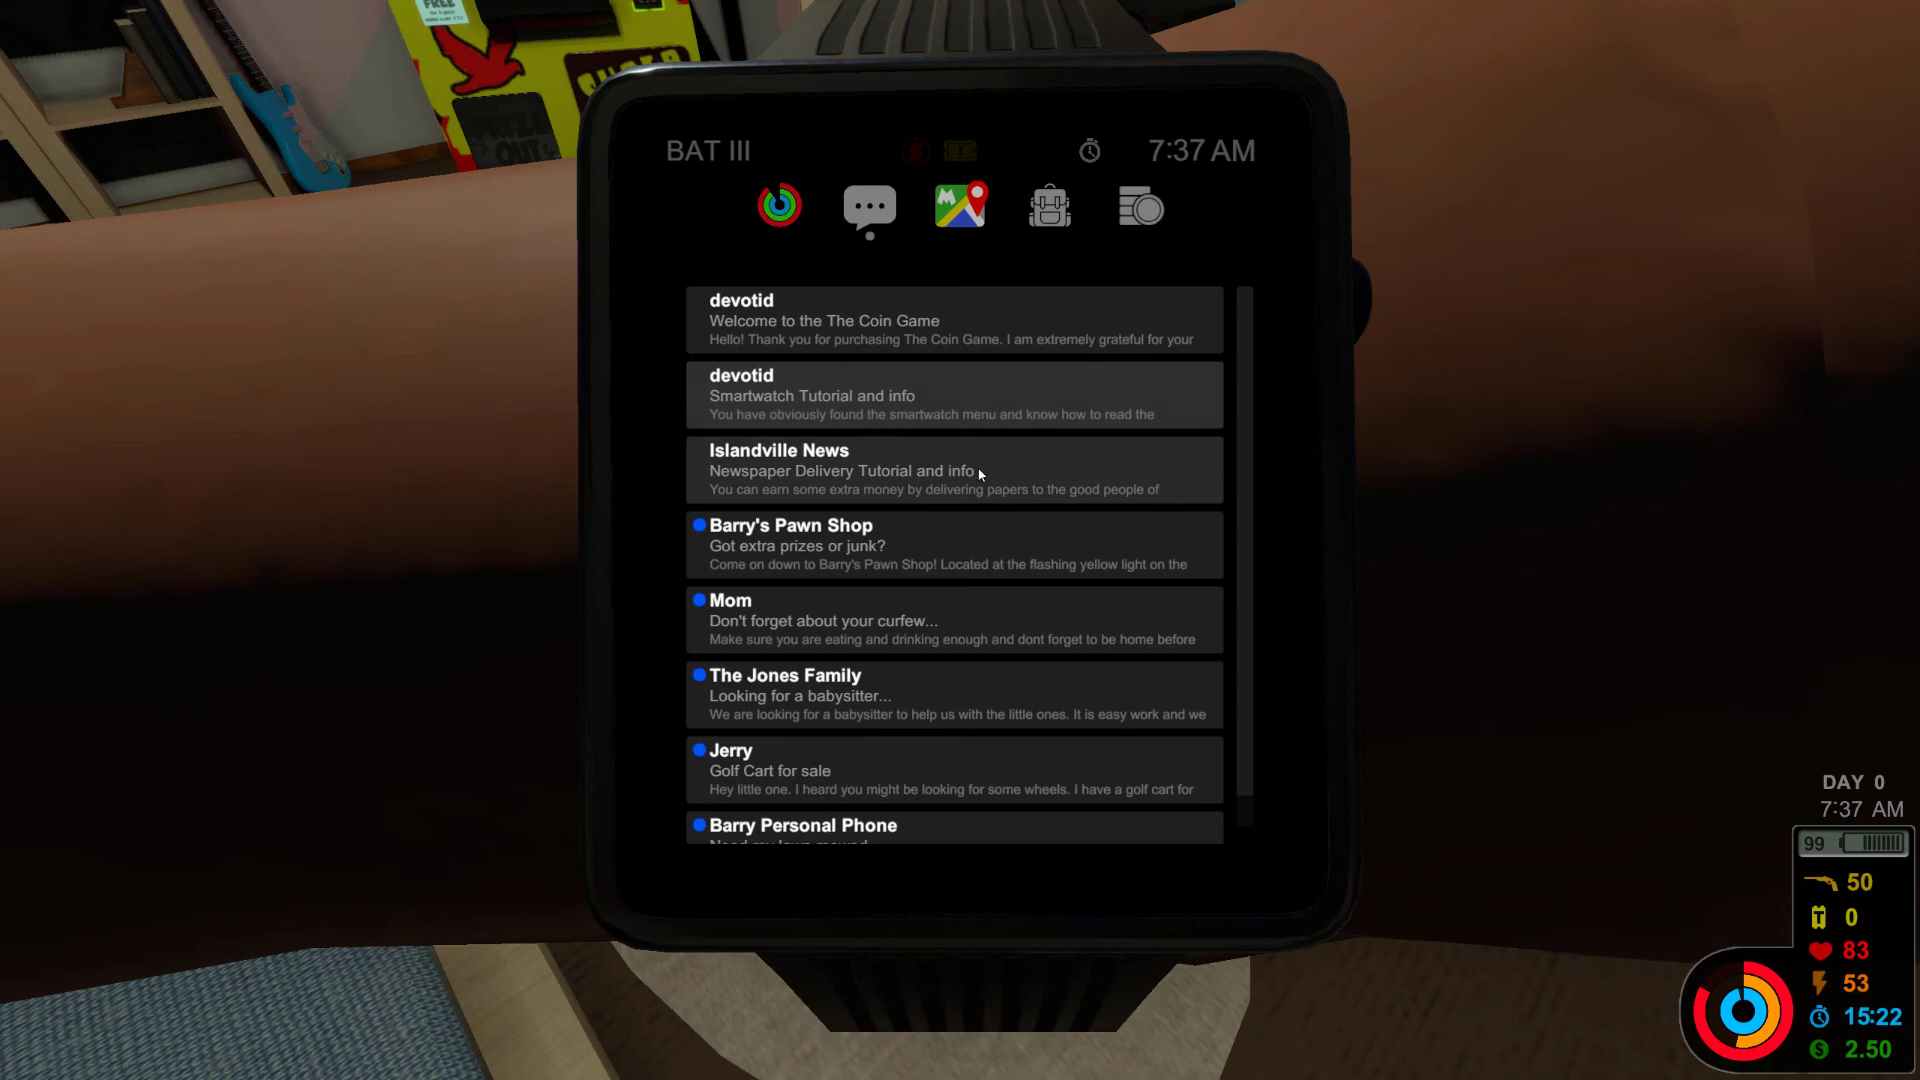 FREE
BAT III
7:37 AM
devotid
Welcome to the The Coin Game
Hello! Thank you for purchasing The Coin Game. I am extremely grateful for your
devotid
Smartwatch Tutorial and info
You have obviously found the smartwatch menu and know how to read the
Islandville News
Newspaper Delivery Tutorial and info
You can earn some extra money by delivering papers to the good people of
Barry's Pawn Shop
Got extra prizes or junk?
Come on down to Barry's Pawn Shop! Located at the flashing yellow light on the
Mom
Don't forget about your curfew...
Make sure you are eating and drinking enough and dont forget to be home before
The Jones Family
Looking for a babysitter...
We are looking for a babysitter to help us with the little ones. It is easy work and we
Jerry
Golf Cart for sale
Hey little one. I heard you might be looking for some wheels. I have a golf cart for
Barry Personal Phone
Need my lawn mowed
DAY 0
7:37 AM
99
50
T 0
83
53
15:22
$ 2.50